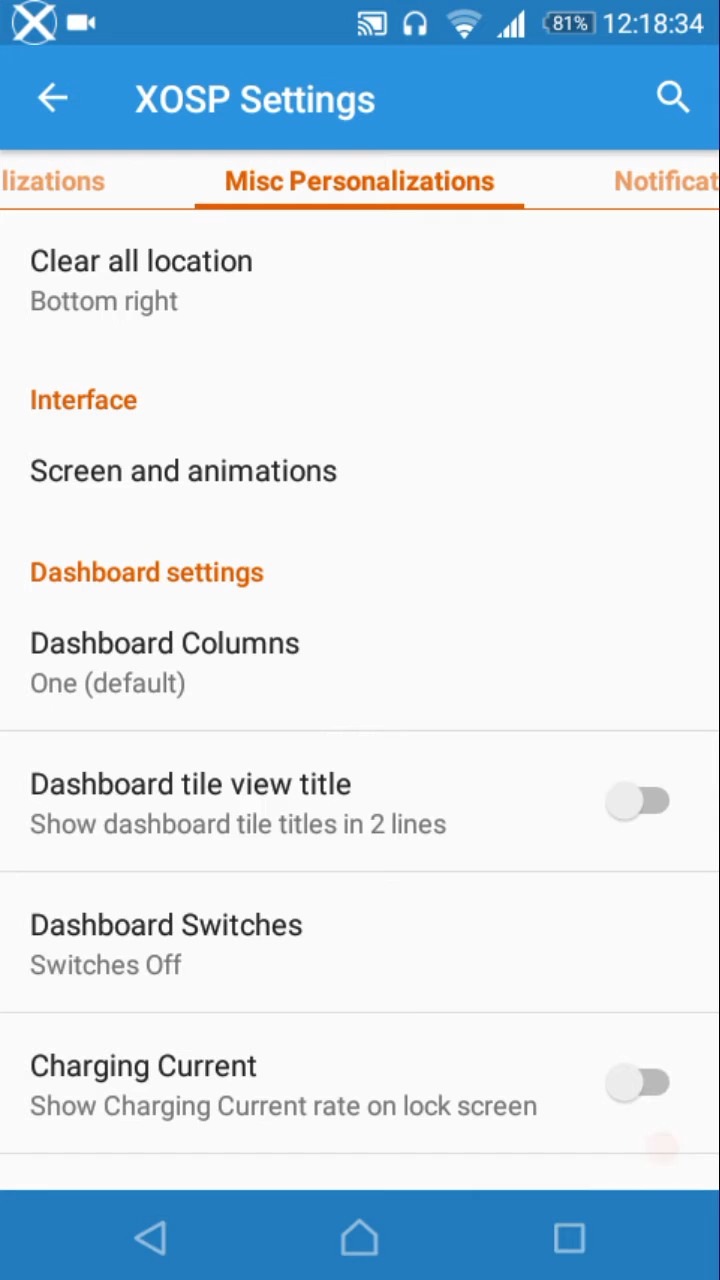 81% 12:18:34
XOSP Settings
lizations Misc Personalizations Notificat
Clear all location
Bottom right
Interface
Screen and animations
Dashboard settings
Dashboard Columns
One (default)
Dashboard tile view title
Show dashboard tile titles in 2 lines
Dashboard Switches
Switches Off
Charging Current
Show Charging Current rate on lock screen